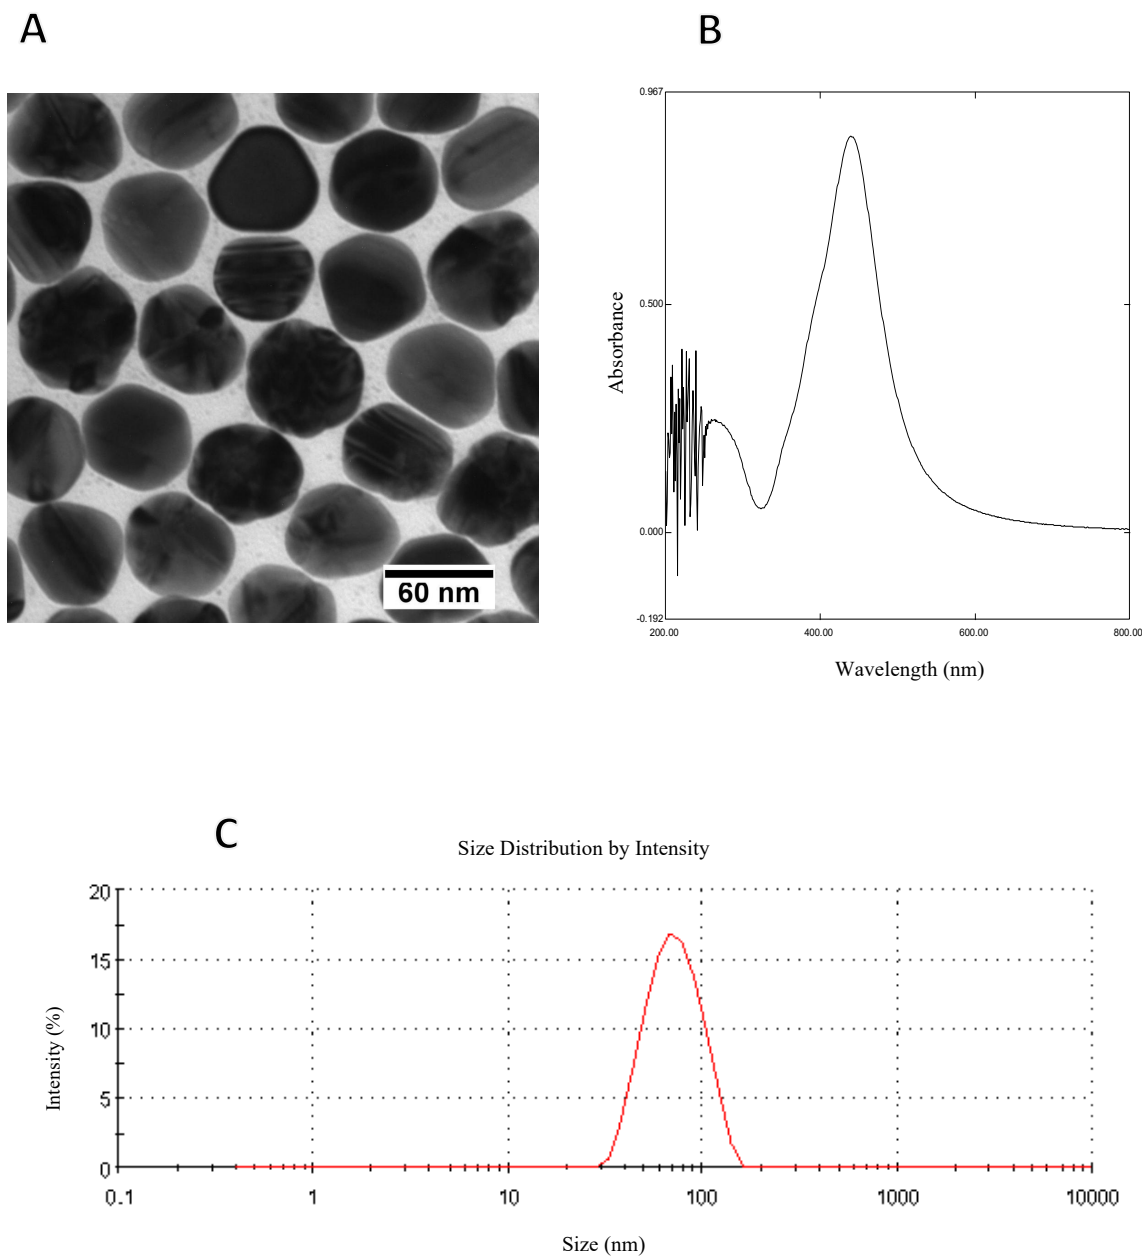 A
B
60 nm
0.967
0.500
0.000
-0.192
200.00 400.00 600.00 800.00
Absorbance
Wavelength (nm)
C
Size Distribution by Intensity
20
15
10
5
0
0.1 1 10 100 1000 10000
Intensity (%)
Size (nm)